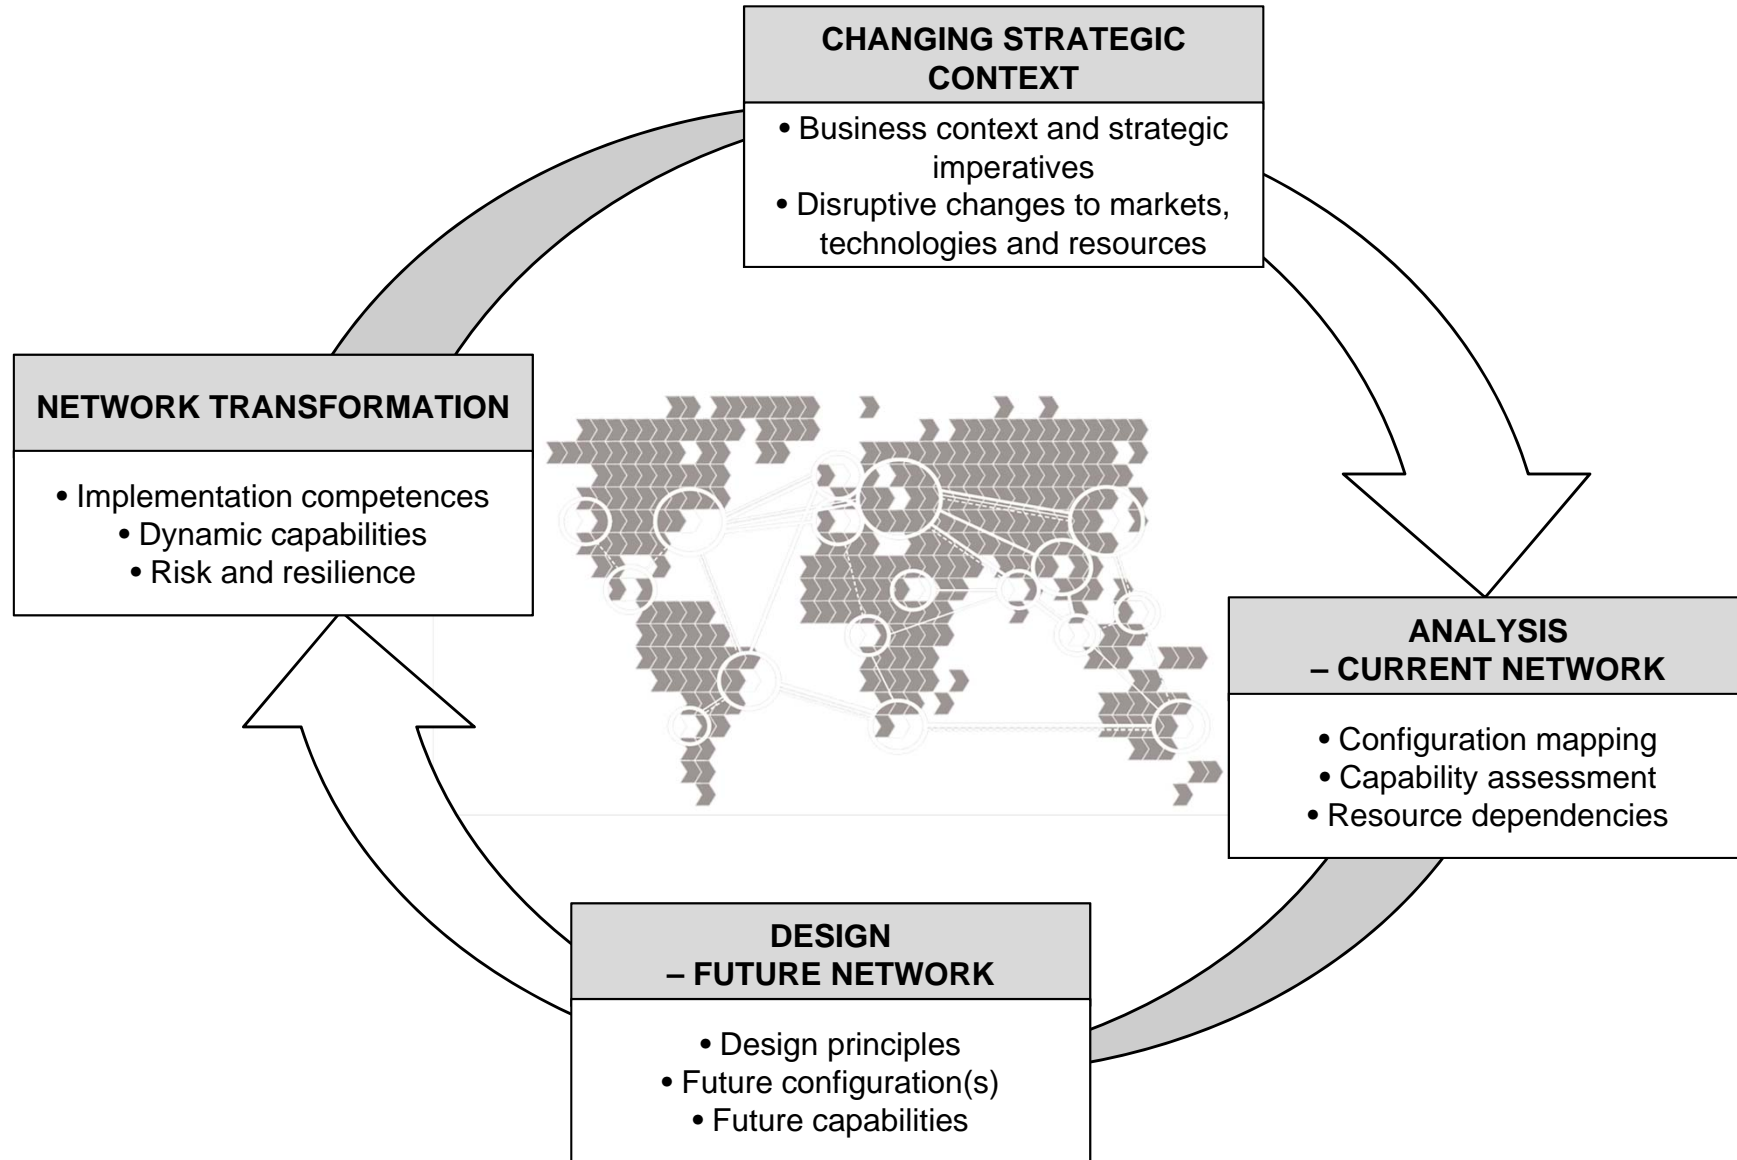 CHANGING STRATEGIC
CONTEXT
• Business context and strategic
imperatives
• Disruptive changes to markets,
technologies and resources
NETWORK TRANSFORMATION
• Implementation competences
• Dynamic capabilities
• Risk and resilience
ANALYSIS
– CURRENT NETWORK
• Configuration mapping
• Capability assessment
• Resource dependencies
DESIGN
– FUTURE NETWORK
• Design principles
• Future configuration(s)
• Future capabilities